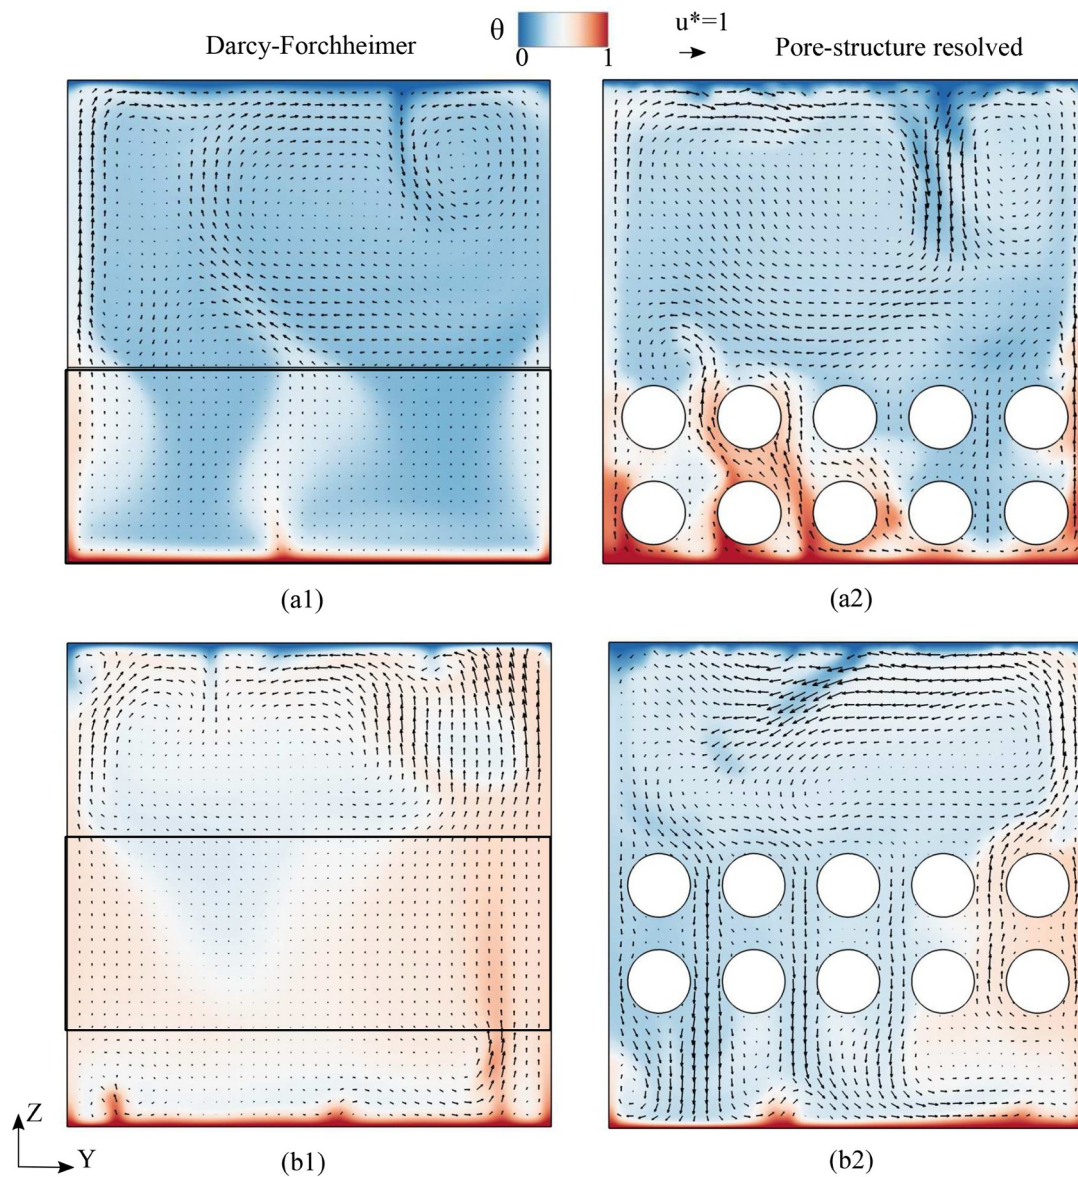 Darcy-Forchheimer
θ
0 1
u*=1
Pore-structure resolved
(a1)
(a2)
Z
Y
(b1)
(b2)